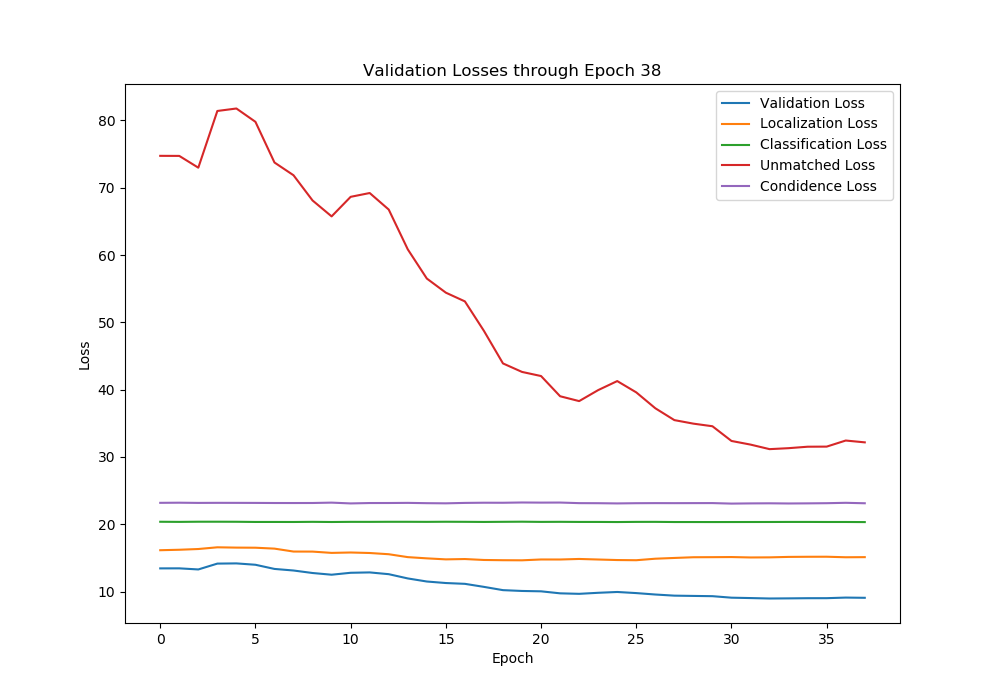 Validation Losses through Epoch 38
Validation Loss
Localization Loss
Classification Loss
Unmatched Loss
Condidence Loss
Loss
80
70
60
50
40
30
20
10
0 5 10 15 20 25 30 35
Epoch